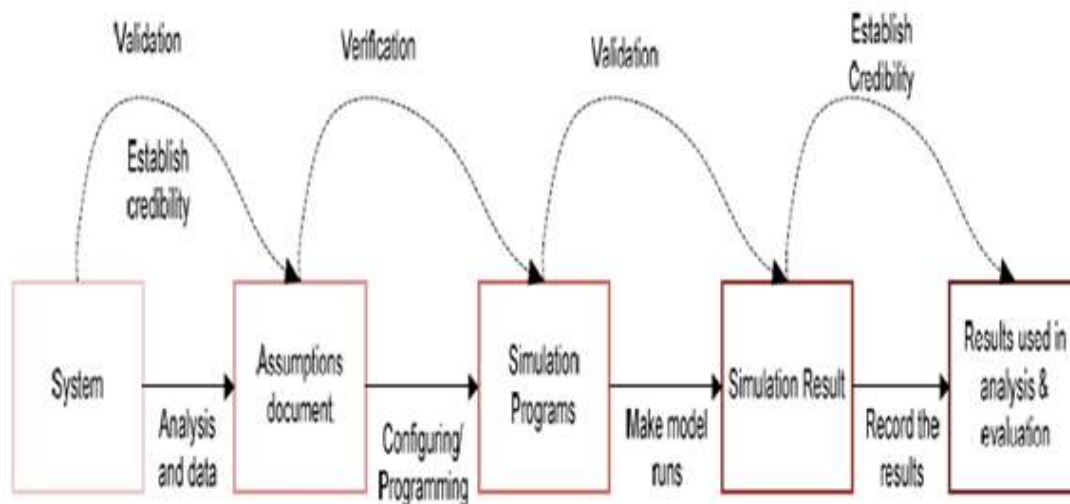 Validation
Verification
Validation
Establish
Credibility
Establish
credibility
System
Assumptions
document
Simulation
Programs
Simulation Result
Results used in
analysis &
evaluation
Analysis
and data
Configuring/
Programming
Make model
runs
Record the
results